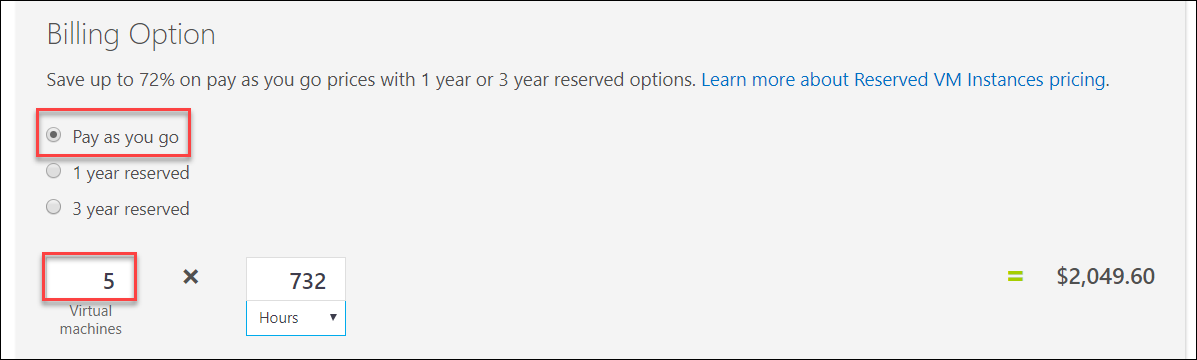 Billing Option
Save up to 72% on pay as you go prices with 1 year or 3 year reserved options. Learn more about Reserved VM Instances pricing.
Pay as you go
1 year reserved
3 year reserved
5 × 732 = $2,049.60
Virtual machines
Hours